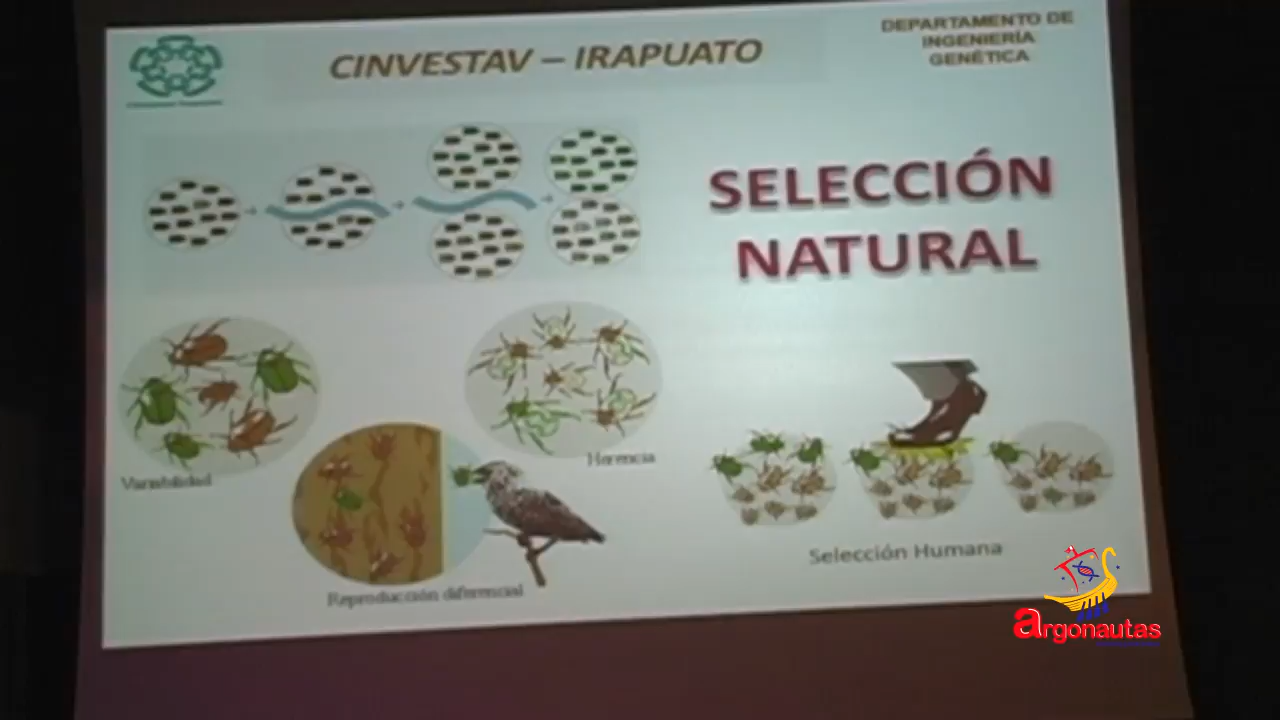 CINVESTAV – IRAPUATO
DEPARTAMENTO DE
INGENIERÍA
GENÉTICA
SELECCIÓN
NATURAL
Variabilidad
Herencia
Reproducción diferencial
Selección Humana
argonautas